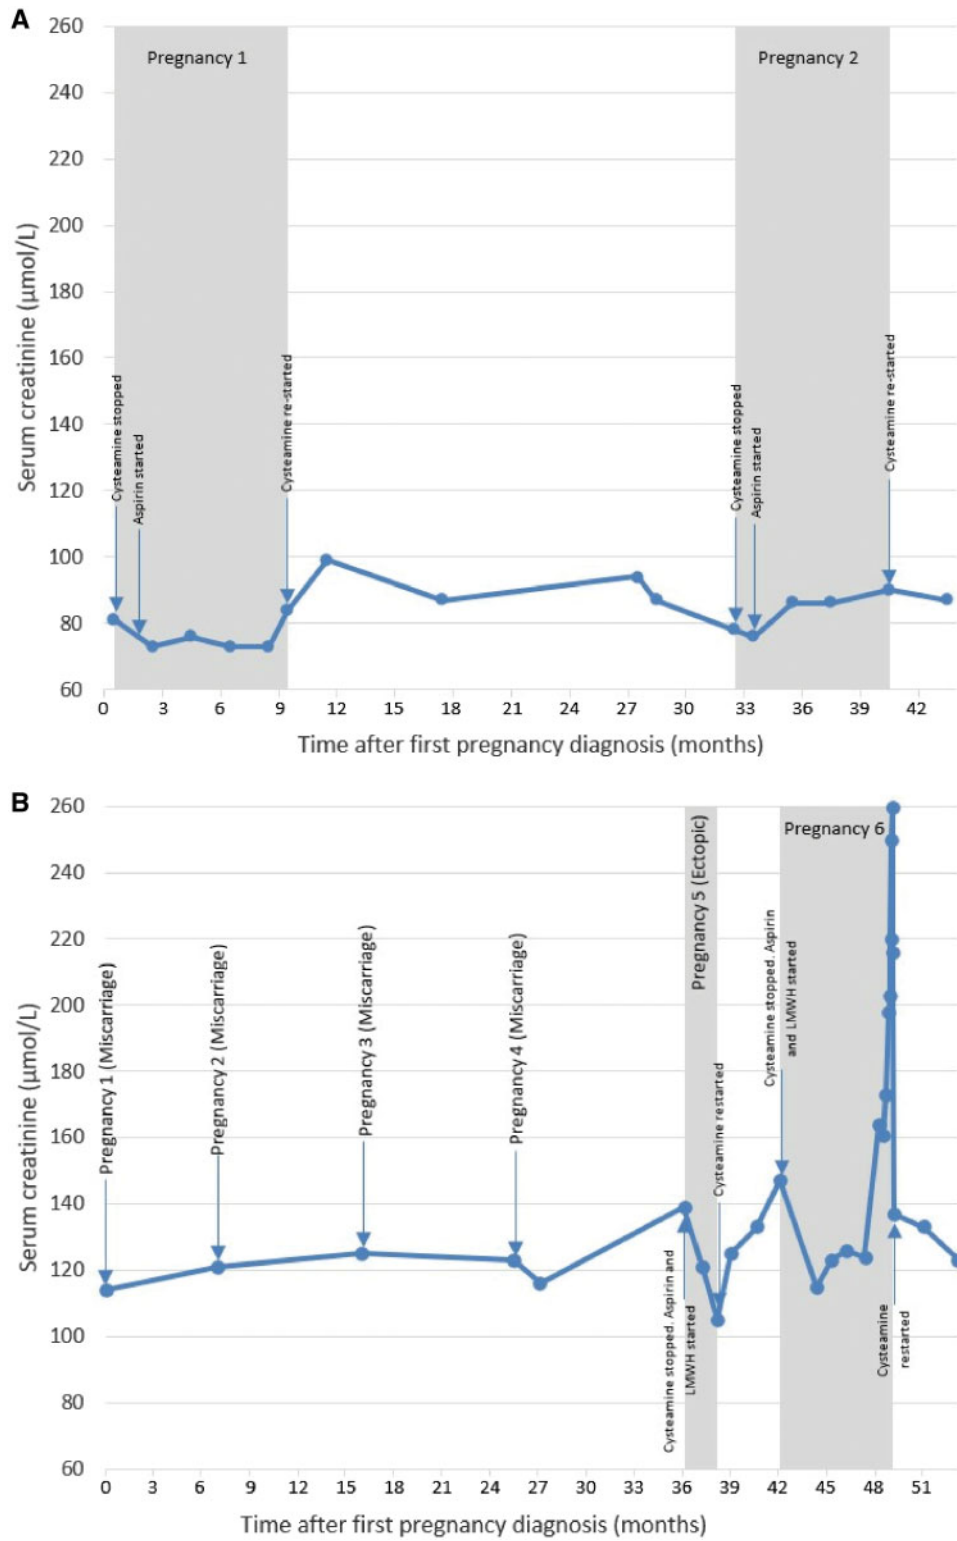 A
260
240
220
200
180
160
140
120
100
80
60
Serum creatinine (µmol/L)
Pregnancy 1
Pregnancy 2
Cysteamine stopped
Aspirin started
Cysteamine re-started
Cysteamine stopped
Aspirin started
Cysteamine re-started
0 3 6 9 12 15 18 21 24 27 30 33 36 39 42
Time after first pregnancy diagnosis (months)
B
260
240
220
200
180
160
140
120
100
80
60
Serum creatinine (µmol/L)
Pregnancy 1 (Miscarriage)
Pregnancy 2 (Miscarriage)
Pregnancy 3 (Miscarriage)
Pregnancy 4 (Miscarriage)
Cysteamine stopped. Aspirin and
LMWH started
Pregnancy 5 (Ectopic)
Cysteamine restarted
Cysteamine stopped. Aspirin
and LMWH started
Pregnancy 6
Cysteamine
restarted
0 3 6 9 12 15 18 21 24 27 30 33 36 39 42 45 48 51
Time after first pregnancy diagnosis (months)